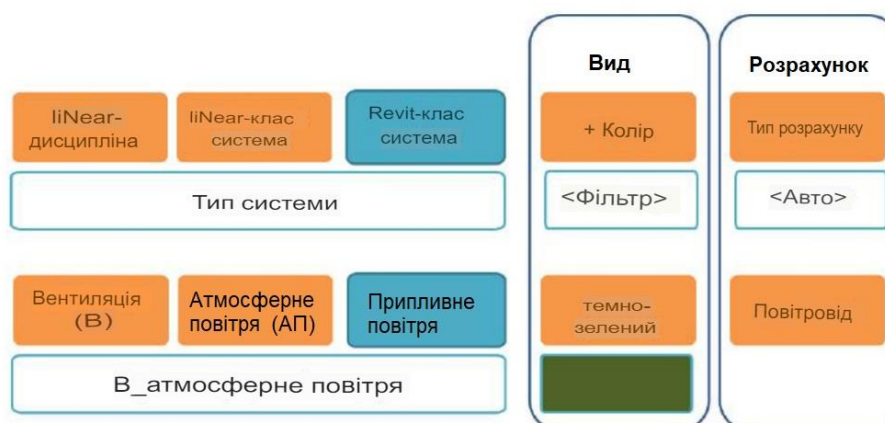 Вид
Розрахунок
liNear-
дисципліна
liNear-клас
система
Revit-клас
система
+ Колір
Тип розрахунку
Тип системи
<Фільтр>
<Авто>
Вентиляція
(В)
Атмосферне
повітря (АП)
Припливне
повітря
темно-
зелений
Повітровід
В_атмосферне повітря